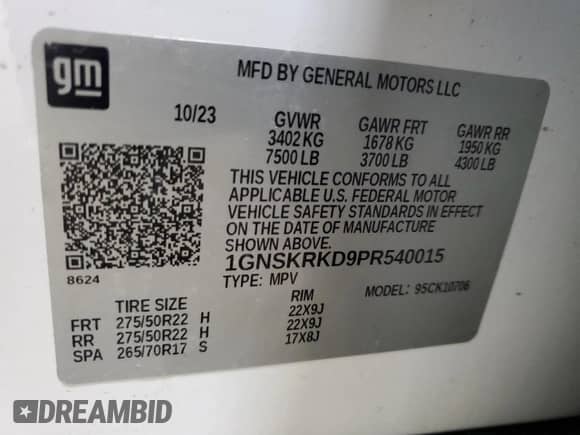 gm
MFD BY GENERAL MOTORS LLC
10/23 GVWR GAWR FRT GAWR RR
3402 KG 1678 KG 1950 KG
7500 LB 3700 LB 4300 LB
THIS VEHICLE CONFORMS TO ALL
APPLICABLE U.S. FEDERAL MOTOR
VEHICLE SAFETY STANDARDS IN EFFECT
ON THE DATE OF MANUFACTURE
SHOWN ABOVE.
1GNSKRKD9PR540015
8624
TYPE: MPV MODEL: 95CK10706
TIRE SIZE RIM
FRT 275/50R22 H 22X9J
RR 275/50R22 H 22X9J
SPA 265/70R17 S 17X8J
DREAMBID